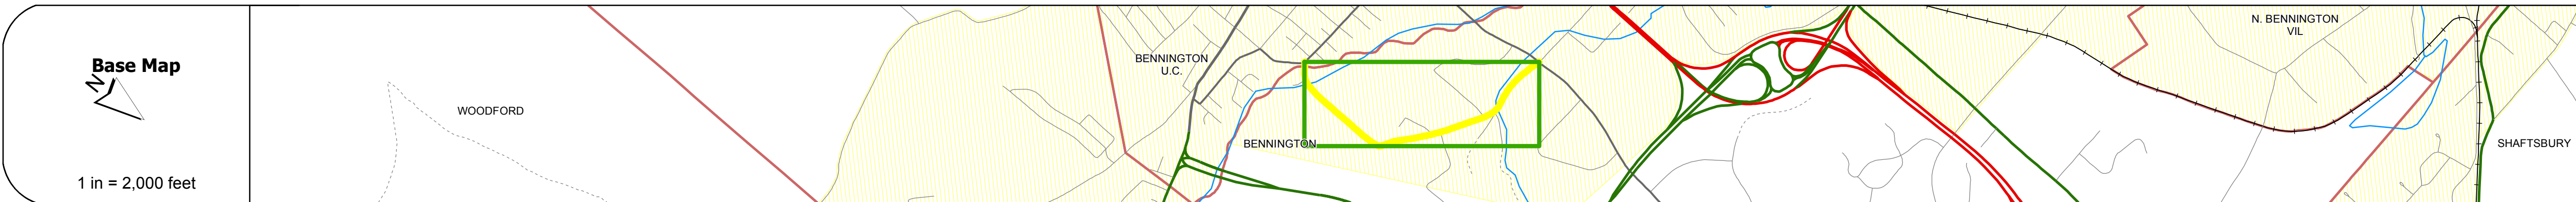 Base Map
N
1 in = 2,000 feet
WOODFORD
BENNINGTON
U.C.
BENNINGTON
N. BENNINGTON
VIL
SHAFTSBURY